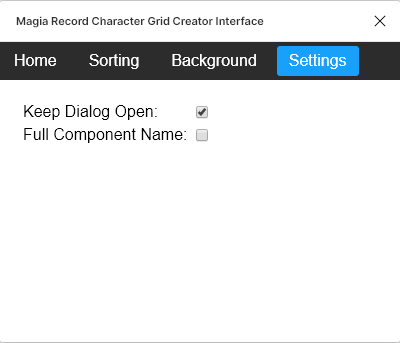 Magia Record Character Grid Creator Interface
Home Sorting Background Settings
Keep Dialog Open:
Full Component Name: